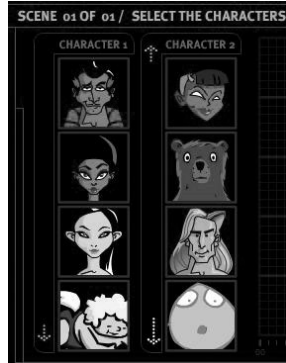 SCENE 01 OF 01 / SELECT THE CHARACTERS
CHARACTER 1 CHARACTER 2